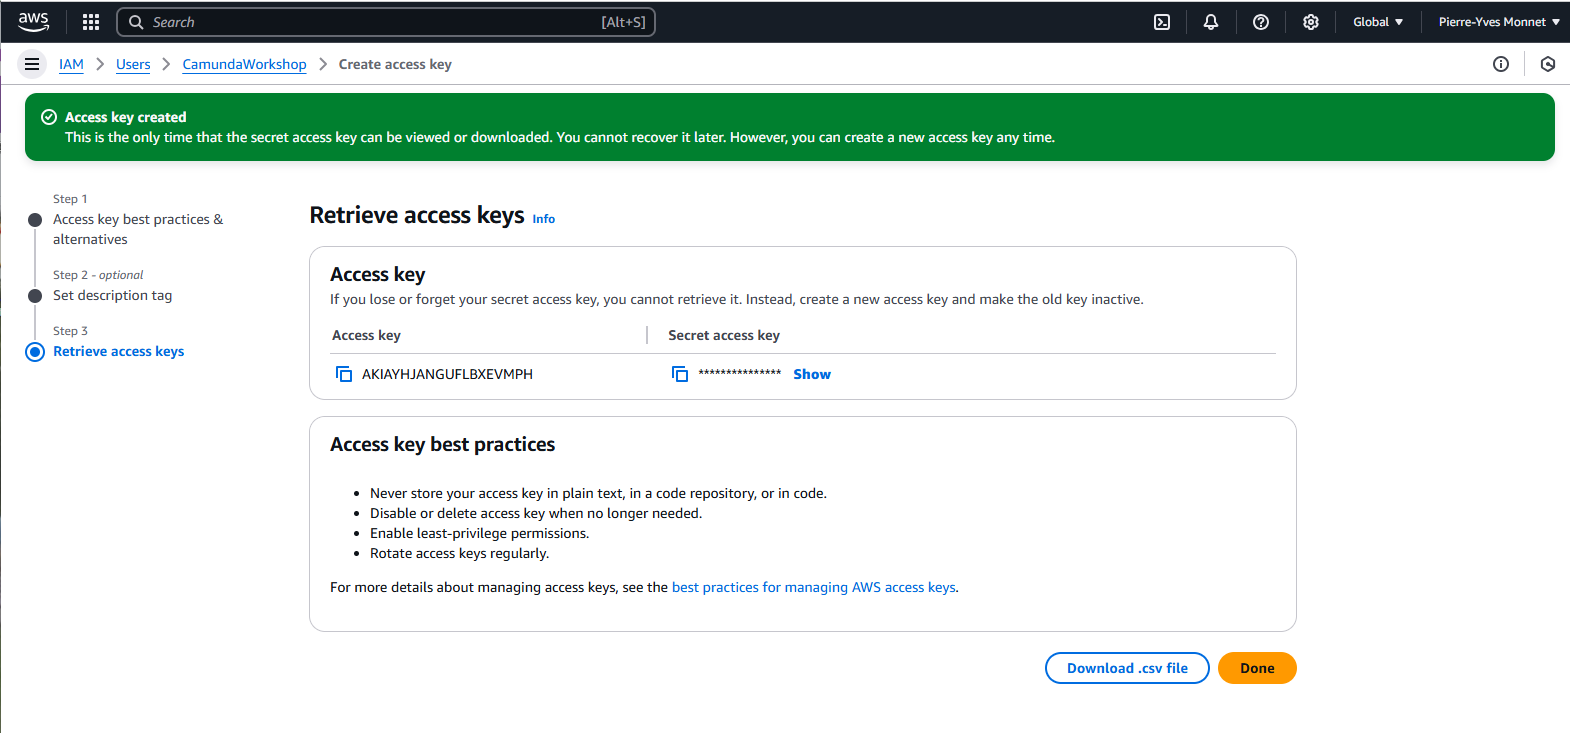 aws
Search [Alt+S]
Global
Pierre-Yves Monnet
IAM > Users > CamundaWorkshop > Create access key
Access key created
This is the only time that the secret access key can be viewed or downloaded. You cannot recover it later. However, you can create a new access key any time.
Step 1
Access key best practices &
alternatives
Step 2 - optional
Set description tag
Step 3
Retrieve access keys
Retrieve access keys Info
Access key
If you lose or forget your secret access key, you cannot retrieve it. Instead, create a new access key and make the old key inactive.
Access key
Secret access key
AKIAYHJANGUFLBXEVMPH
*************** Show
Access key best practices
• Never store your access key in plain text, in a code repository, or in code.
• Disable or delete access key when no longer needed.
• Enable least-privilege permissions.
• Rotate access keys regularly.
For more details about managing access keys, see the best practices for managing AWS access keys.
Download .csv file
Done